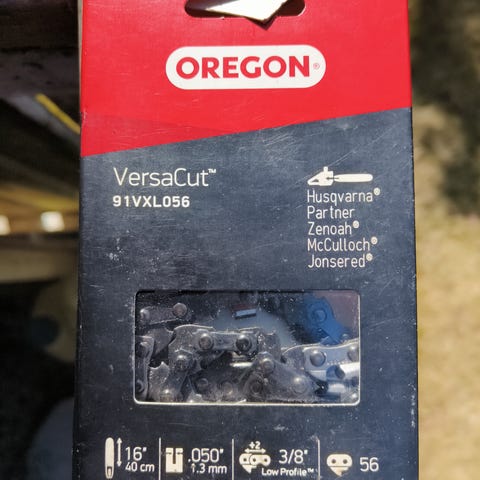 OREGON®
VersaCut™
91VXL056
Husqvarna®
Partner
Zenoah®
McCulloch®
Jonsered®
16"
40 cm
.050"
1.3 mm
+2
3/8"
Low Profile™
56